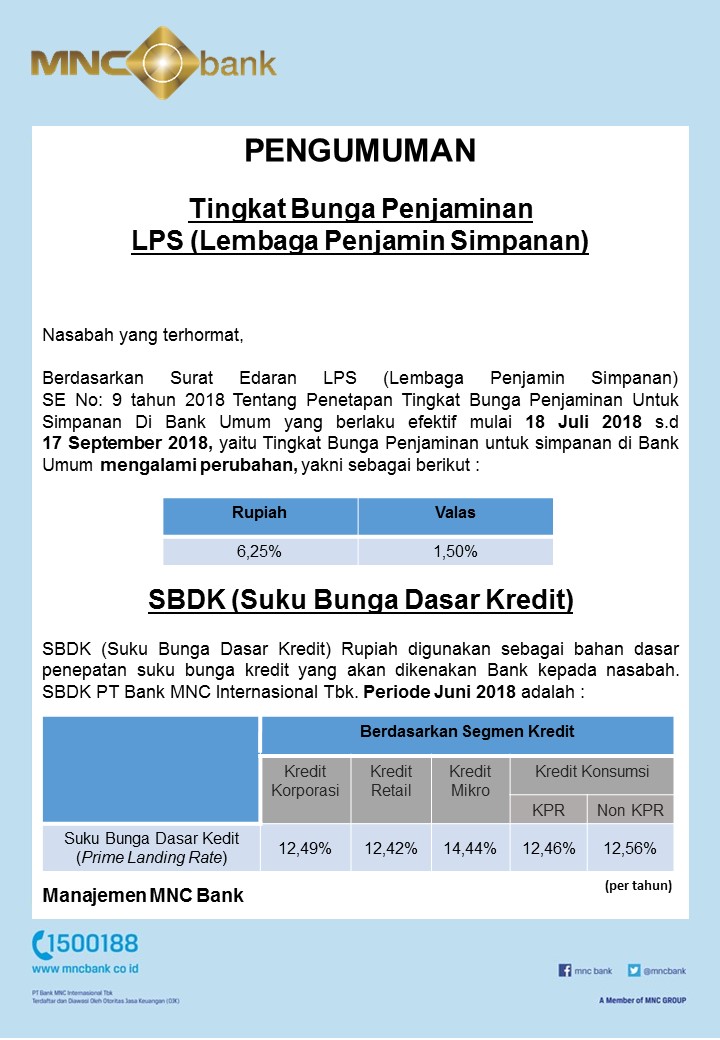 MNC bank
PENGUMUMAN
Tingkat Bunga Penjaminan
LPS (Lembaga Penjamin Simpanan)
Nasabah yang terhormat,
Berdasarkan Surat Edaran LPS (Lembaga Penjamin Simpanan)
SE No: 9 tahun 2018 Tentang Penetapan Tingkat Bunga Penjaminan Untuk
Simpanan Di Bank Umum yang berlaku efektif mulai 18 Juli 2018 s.d
17 September 2018, yaitu Tingkat Bunga Penjaminan untuk simpanan di Bank
Umum mengalami perubahan, yakni sebagai berikut :
Rupiah Valas
6,25% 1,50%
SBDK (Suku Bunga Dasar Kredit)
SBDK (Suku Bunga Dasar Kredit) Rupiah digunakan sebagai bahan dasar
penepatan suku bunga kredit yang akan dikenakan Bank kepada nasabah.
SBDK PT Bank MNC Internasional Tbk. Periode Juni 2018 adalah :
Berdasarkan Segmen Kredit
Kredit Korporasi Kredit Retail Kredit Mikro Kredit Konsumsi
KPR Non KPR
Suku Bunga Dasar Kedit
(Prime Landing Rate) 12,49% 12,42% 14,44% 12,46% 12,56%
(per tahun)
Manajemen MNC Bank
1500188
www.mncbank.co.id
mnc bank @mncbank
PT Bank MNC Internasional Tbk
Terdaftar dan Diawasi Oleh Otoritas Jasa Keuangan (OJK)
A Member of MNC GROUP